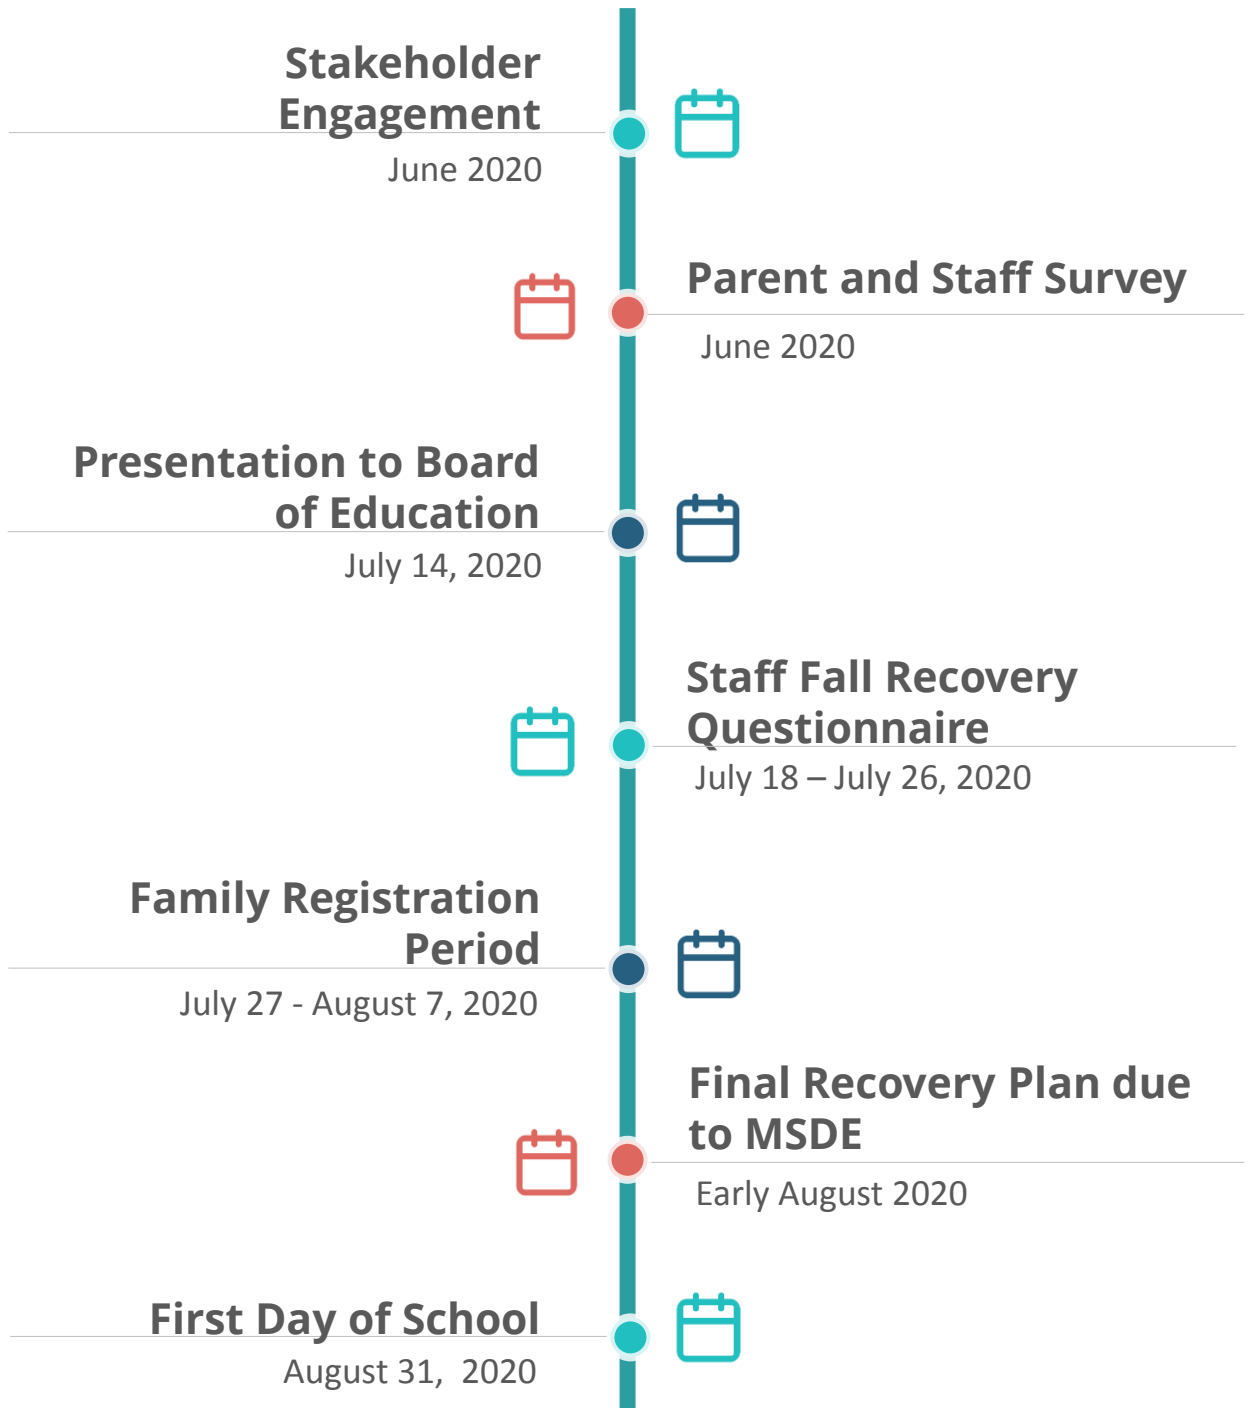 Stakeholder
Engagement
June 2020
Parent and Staff Survey
June 2020
Presentation to Board
of Education
July 14, 2020
Staff Fall Recovery
Questionnaire
July 18 – July 26, 2020
Family Registration
Period
July 27 - August 7, 2020
Final Recovery Plan due
to MSDE
Early August 2020
First Day of School
August 31,  2020